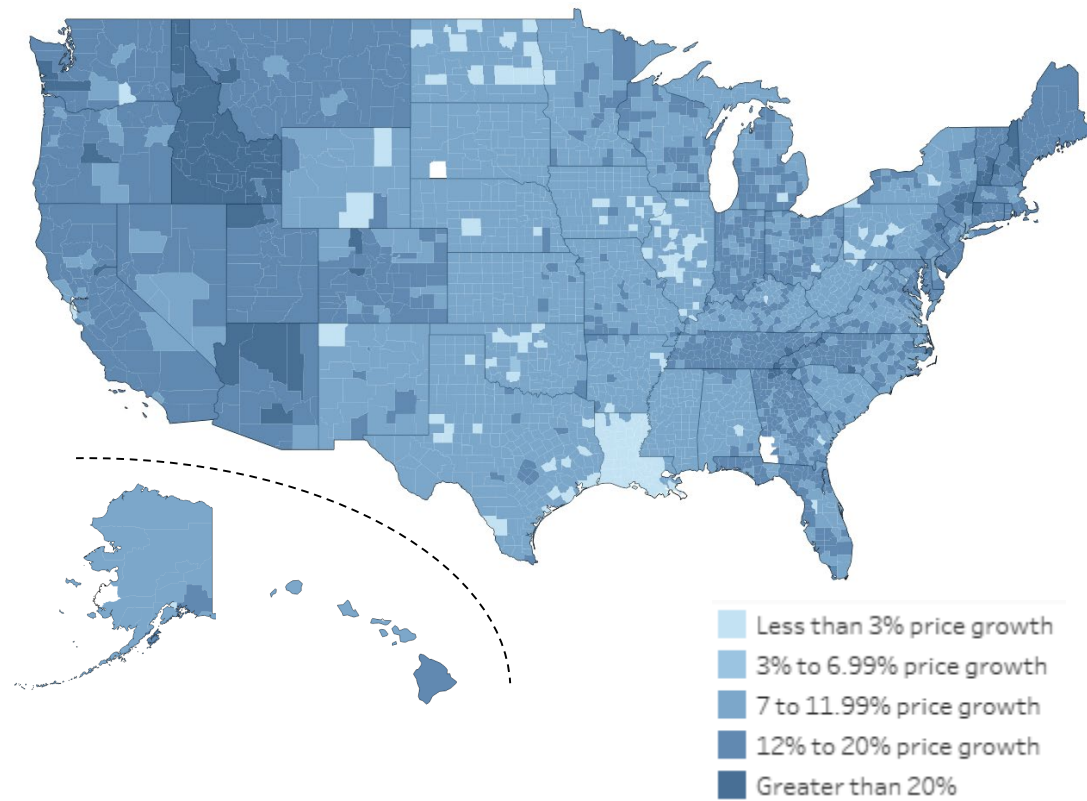 Less than 3% price growth
3% to 6.99% price growth
7 to 11.99% price growth
12% to 20% price growth
Greater than 20%